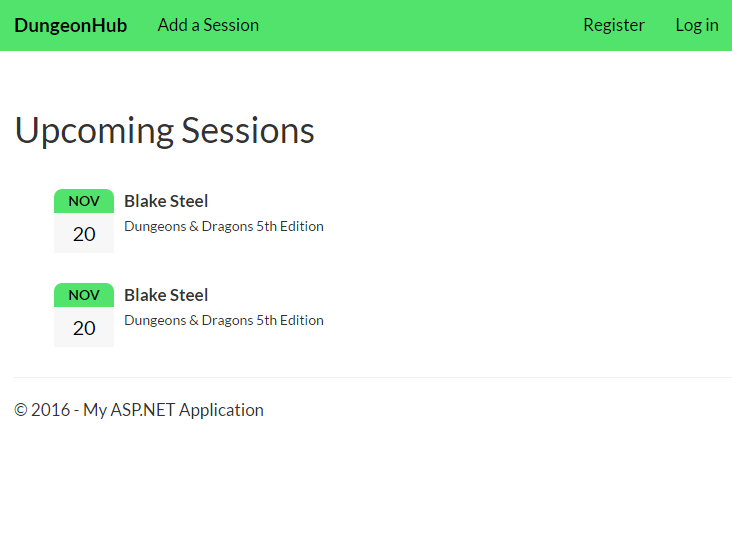 DungeonHub Add a Session Register Log in
Upcoming Sessions
NOV
20
Blake Steel
Dungeons & Dragons 5th Edition
NOV
20
Blake Steel
Dungeons & Dragons 5th Edition
© 2016 - My ASP.NET Application